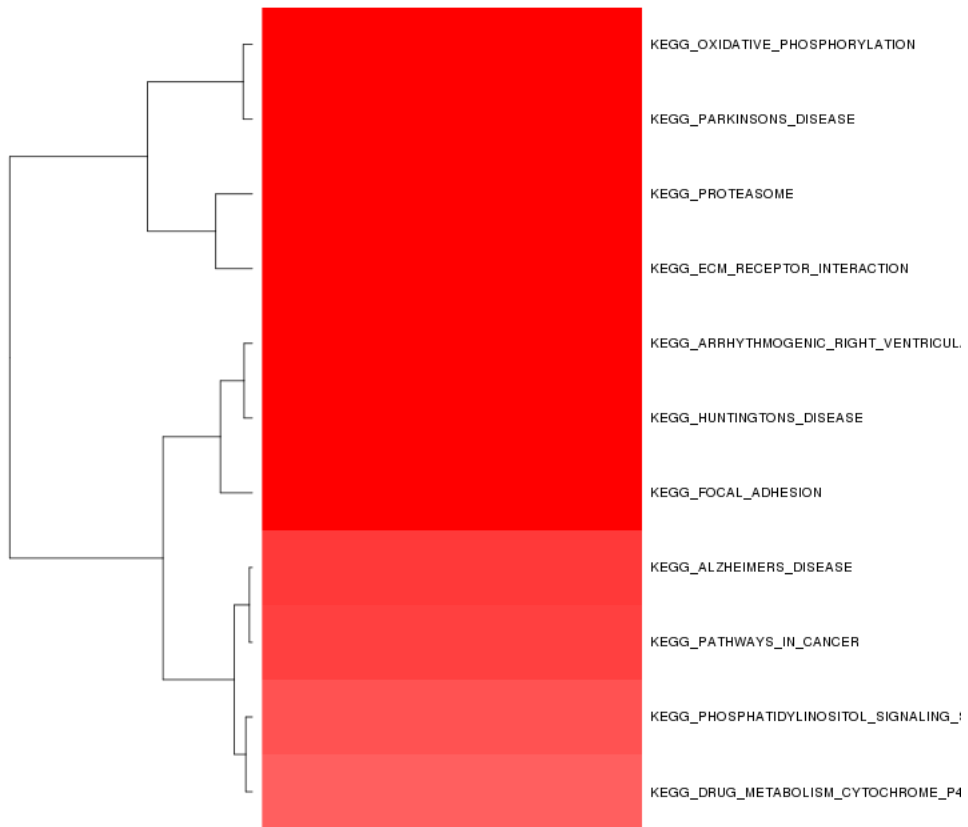 KEGG_OXIDATIVE_PHOSPHORYLATION
KEGG_PARKINSONS_DISEASE
KEGG_PROTEASOME
KEGG_ECM_RECEPTOR_INTERACTION
KEGG_ARRHYTHMOGENIC_RIGHT_VENTRICUL
KEGG_HUNTINGTONS_DISEASE
KEGG_FOCAL_ADHESION
KEGG_ALZHEIMERS_DISEASE
KEGG_PATHWAYS_IN_CANCER
KEGG_PHOSPHATIDYLINOSITOL_SIGNALING_
KEGG_DRUG_METABOLISM_CYTOCHROME_P4